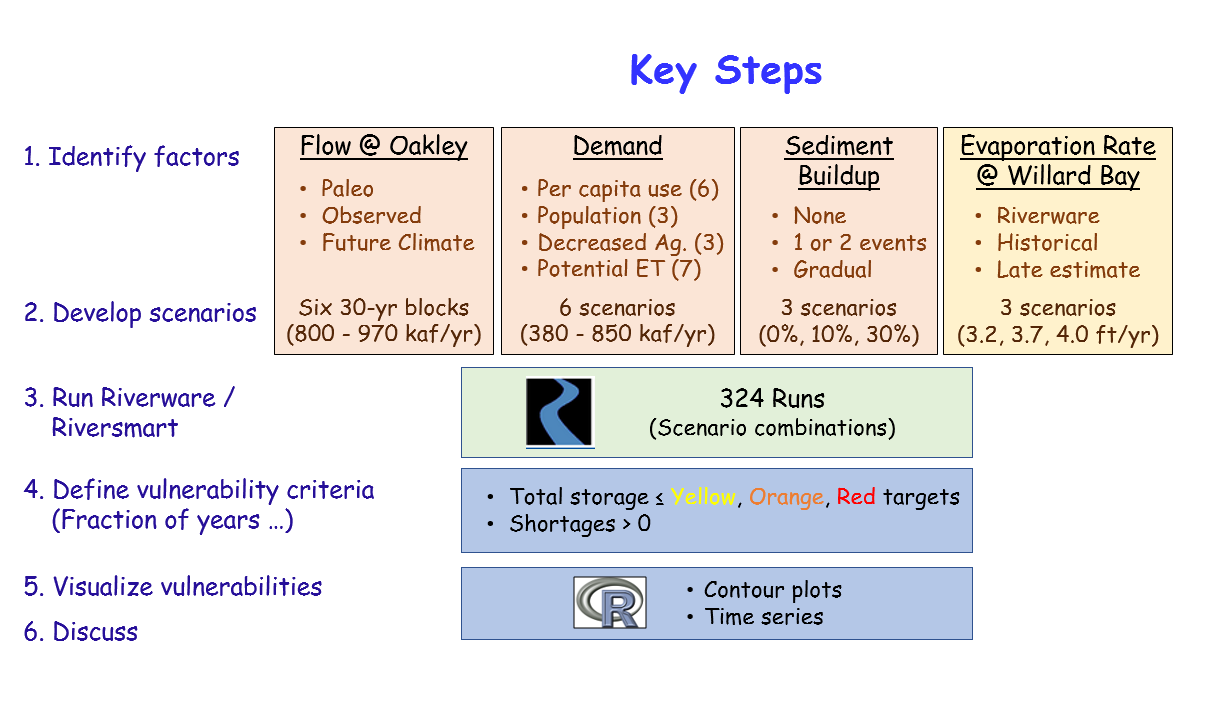 Key Steps
1. Identify factors
Flow @ Oakley
• Paleo
• Observed
• Future Climate
Demand
• Per capita use (6)
• Population (3)
• Decreased Ag. (3)
• Potential ET (7)
Sediment
Buildup
• None
• 1 or 2 events
• Gradual
Evaporation Rate
@ Willard Bay
• Riverware
• Historical
• Late estimate
2. Develop scenarios
Six 30-yr blocks
(800 - 970 kaf/yr)
6 scenarios
(380 - 850 kaf/yr)
3 scenarios
(0%, 10%, 30%)
3 scenarios
(3.2, 3.7, 4.0 ft/yr)
3. Run Riverware /
Riversmart
324 Runs
(Scenario combinations)
4. Define vulnerability criteria
(Fraction of years …)
• Total storage ≤ Yellow, Orange, Red targets
• Shortages > 0
5. Visualize vulnerabilities
R
• Contour plots
• Time series
6. Discuss